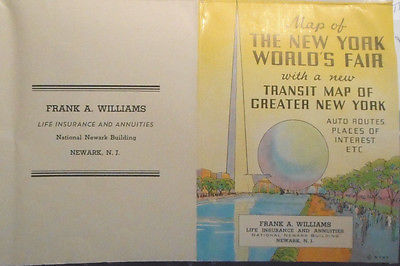 FRANK A. WILLIAMS
LIFE INSURANCE AND ANNUITIES
National Newark Building
NEWARK, N. J.
Map of
THE NEW YORK
WORLD'S FAIR
with a new
TRANSIT MAP OF
GREATER NEW YORK
AUTO ROUTES
PLACES OF
INTEREST
ETC
FRANK A. WILLIAMS
LIFE INSURANCE AND ANNUITIES
NATIONAL NEWARK BUILDING
NEWARK, N. J.